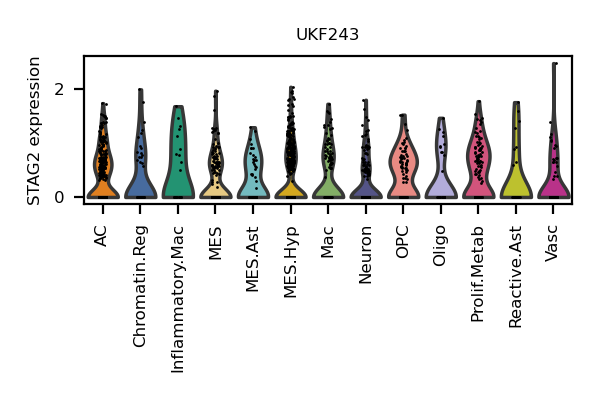 UKF243
STAG2 expression
2
0
AC
Chromatin.Reg
Inflammatory.Mac
MES
MES.Ast
MES.Hyp
Mac
Neuron
OPC
Oligo
Prolif.Metab
Reactive.Ast
Vasc